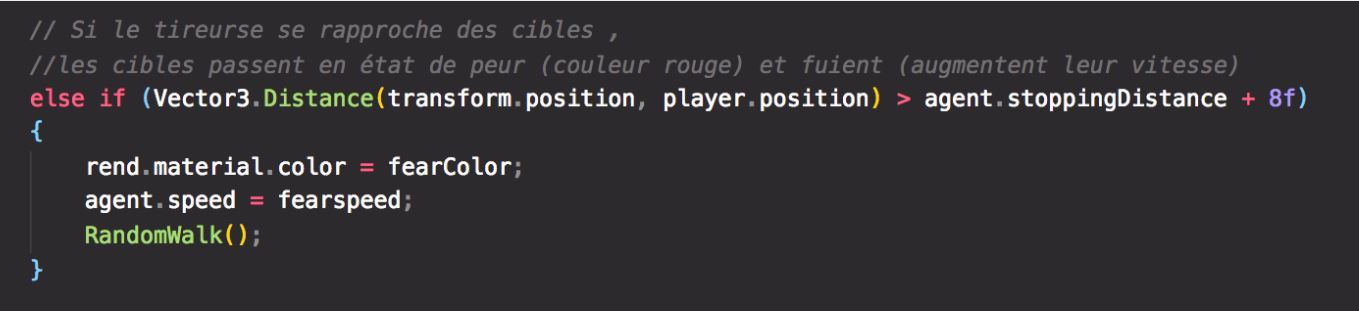 // Si le tireurse se rapproche des cibles ,
//les cibles passent en état de peur (couleur rouge) et fuient (augmentent leur vitesse)
else if (Vector3.Distance(transform.position, player.position) > agent.stoppingDistance + 8f)
{
rend.material.color = fearColor;
agent.speed = fearspeed;
RandomWalk();
}